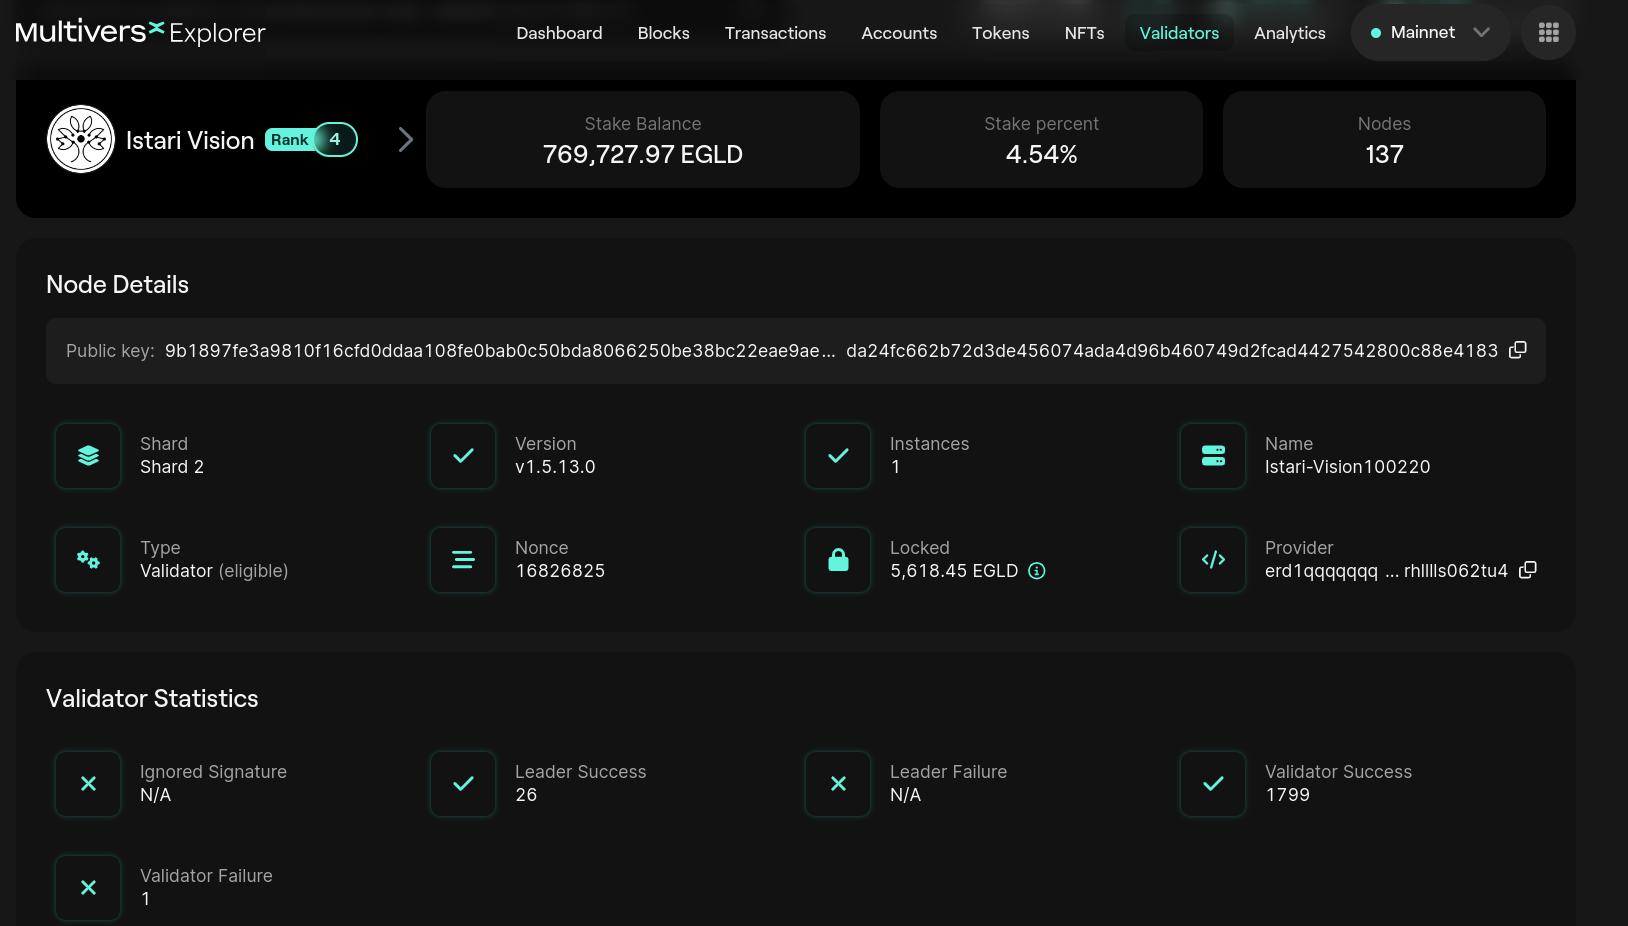 Multiversx Explorer
Dashboard Blocks Transactions Accounts Tokens NFTs Validators Analytics Mainnet
Istari Vision Rank 4
Stake Balance
769,727.97 EGLD
Stake percent
4.54%
Nodes
137
Node Details
Public key: 9b1897fe3a9810f16cfd0ddaa108fe0bab0c50bda8066250be38bc22eae9ae... da24fc662b72d3de456074ada4d96b460749d2fcad4427542800c88e4183
Shard
Shard 2
Version
v1.5.13.0
Instances
1
Name
Istari-Vision100220
Type
Validator (eligible)
Nonce
16826825
Locked
5,618.45 EGLD
Provider
erd1qqqqqqq ... rhlllls062tu4
Validator Statistics
Ignored Signature
N/A
Leader Success
26
Leader Failure
N/A
Validator Success
1799
Validator Failure
1